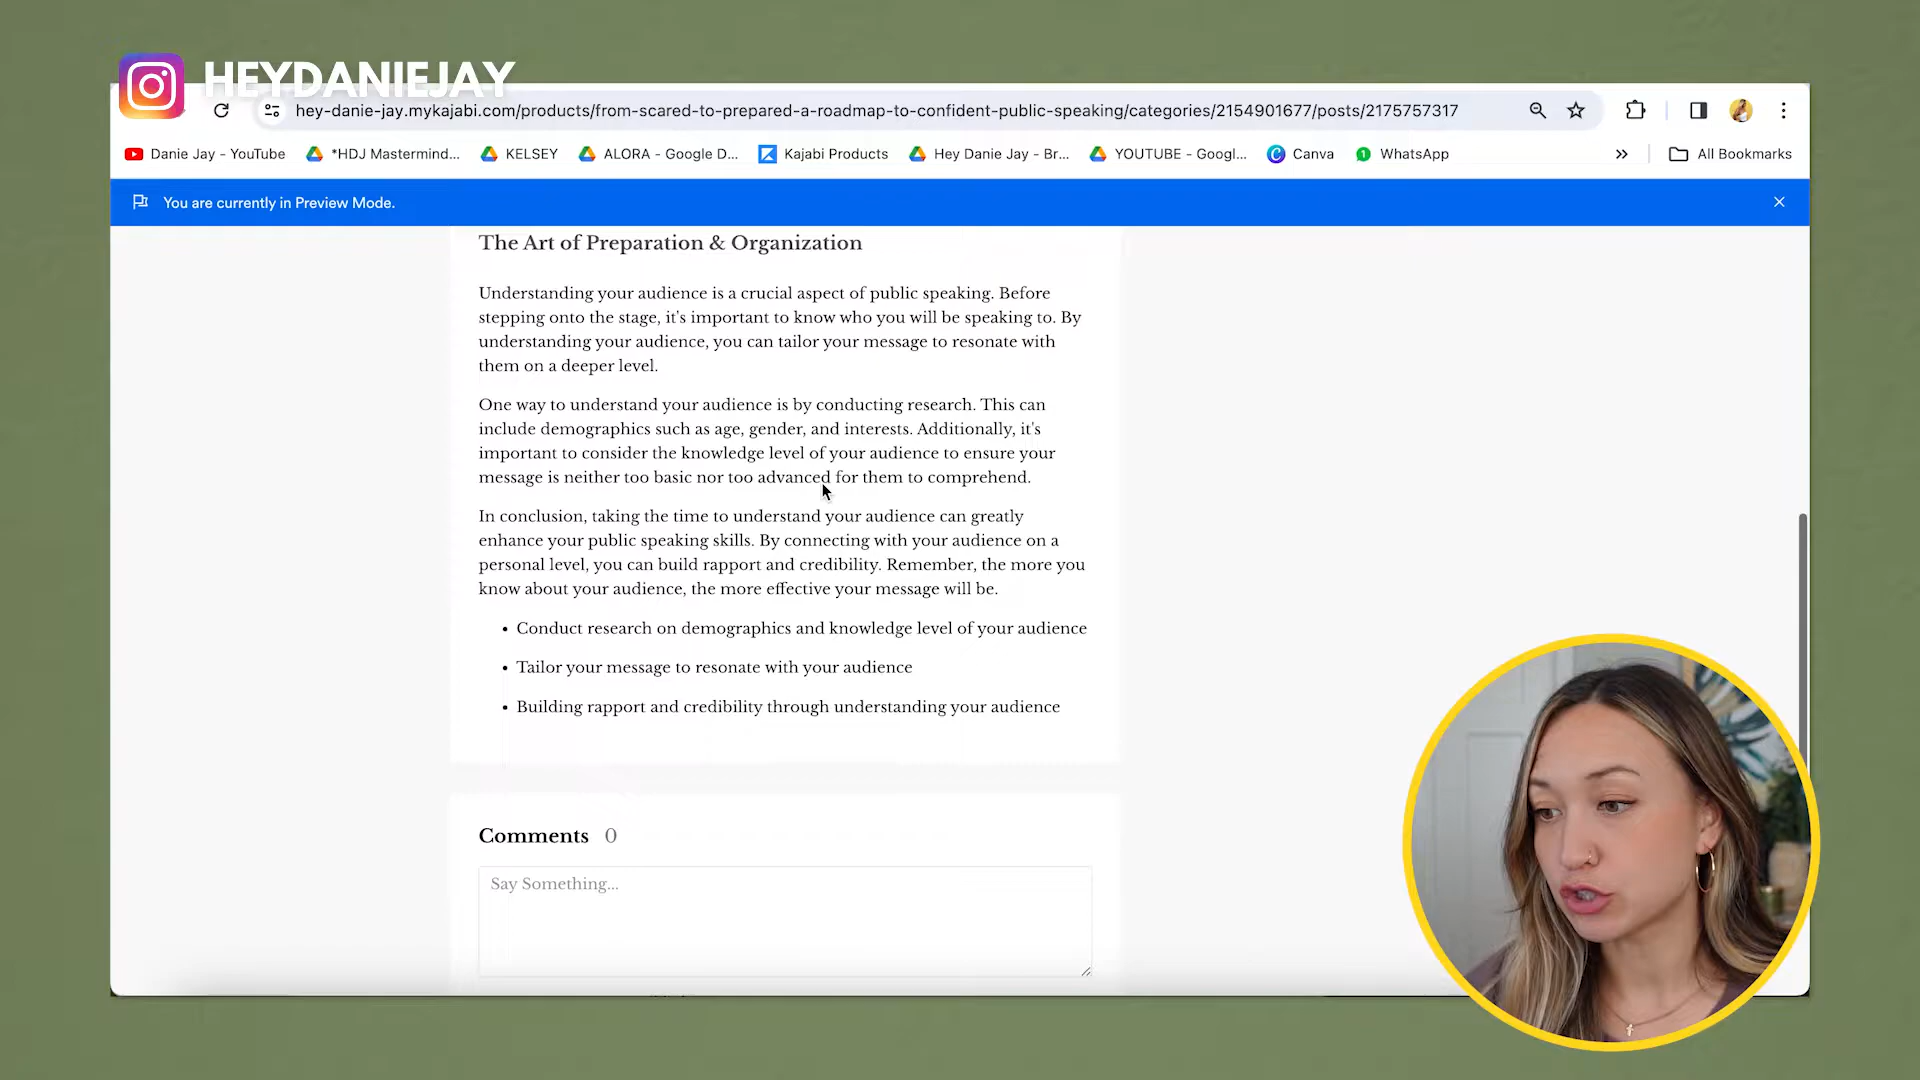 HEYDANIEJAY
hey-danie-jay.mykajabi.com/products/from-scared-to-prepared-a-roadmap-to-confident-public-speaking/categories/2154901677/posts/2175757317
Danie Jay - YouTube *HDJ Mastermind... KELSEY ALORA - Google D... Kajabi Products Hey Danie Jay - Br... YOUTUBE - Googl... Canva 1 WhatsApp » All Bookmarks
You are currently in Preview Mode.
The Art of Preparation & Organization
Understanding your audience is a crucial aspect of public speaking. Before
stepping onto the stage, it's important to know who you will be speaking to. By
understanding your audience, you can tailor your message to resonate with
them on a deeper level.
One way to understand your audience is by conducting research. This can
include demographics such as age, gender, and interests. Additionally, it's
important to consider the knowledge level of your audience to ensure your
message is neither too basic nor too advanced for them to comprehend.
In conclusion, taking the time to understand your audience can greatly
enhance your public speaking skills. By connecting with your audience on a
personal level, you can build rapport and credibility. Remember, the more you
know about your audience, the more effective your message will be.
• Conduct research on demographics and knowledge level of your audience
• Tailor your message to resonate with your audience
• Building rapport and credibility through understanding your audience
Comments 0
Say Something...